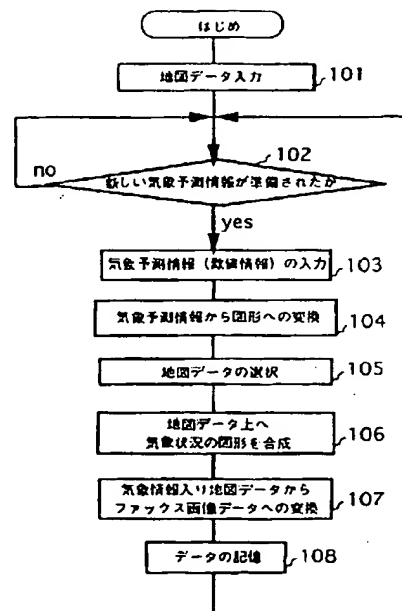 はじめ
地図データ入力
101
102
新しい気象予測情報が準備されたか
no
yes
気象予測情報(数値情報)の入力
103
気象予測情報から図形への変換
104
地図データの選択
105
地図データ上へ
気象状況の図形を合成
106
気象情報入り地図データから
ファックス画像データへの変換
107
データの記憶
108